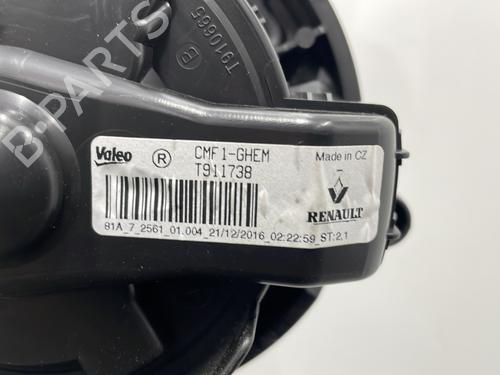 T910665
B
Valeo
R
CMF1-GHEM
T911738
Made in CZ
RENAULT
81A_7_2561_01.004_21/12/2016_02:22:59_ST:2.1
B-PARTS